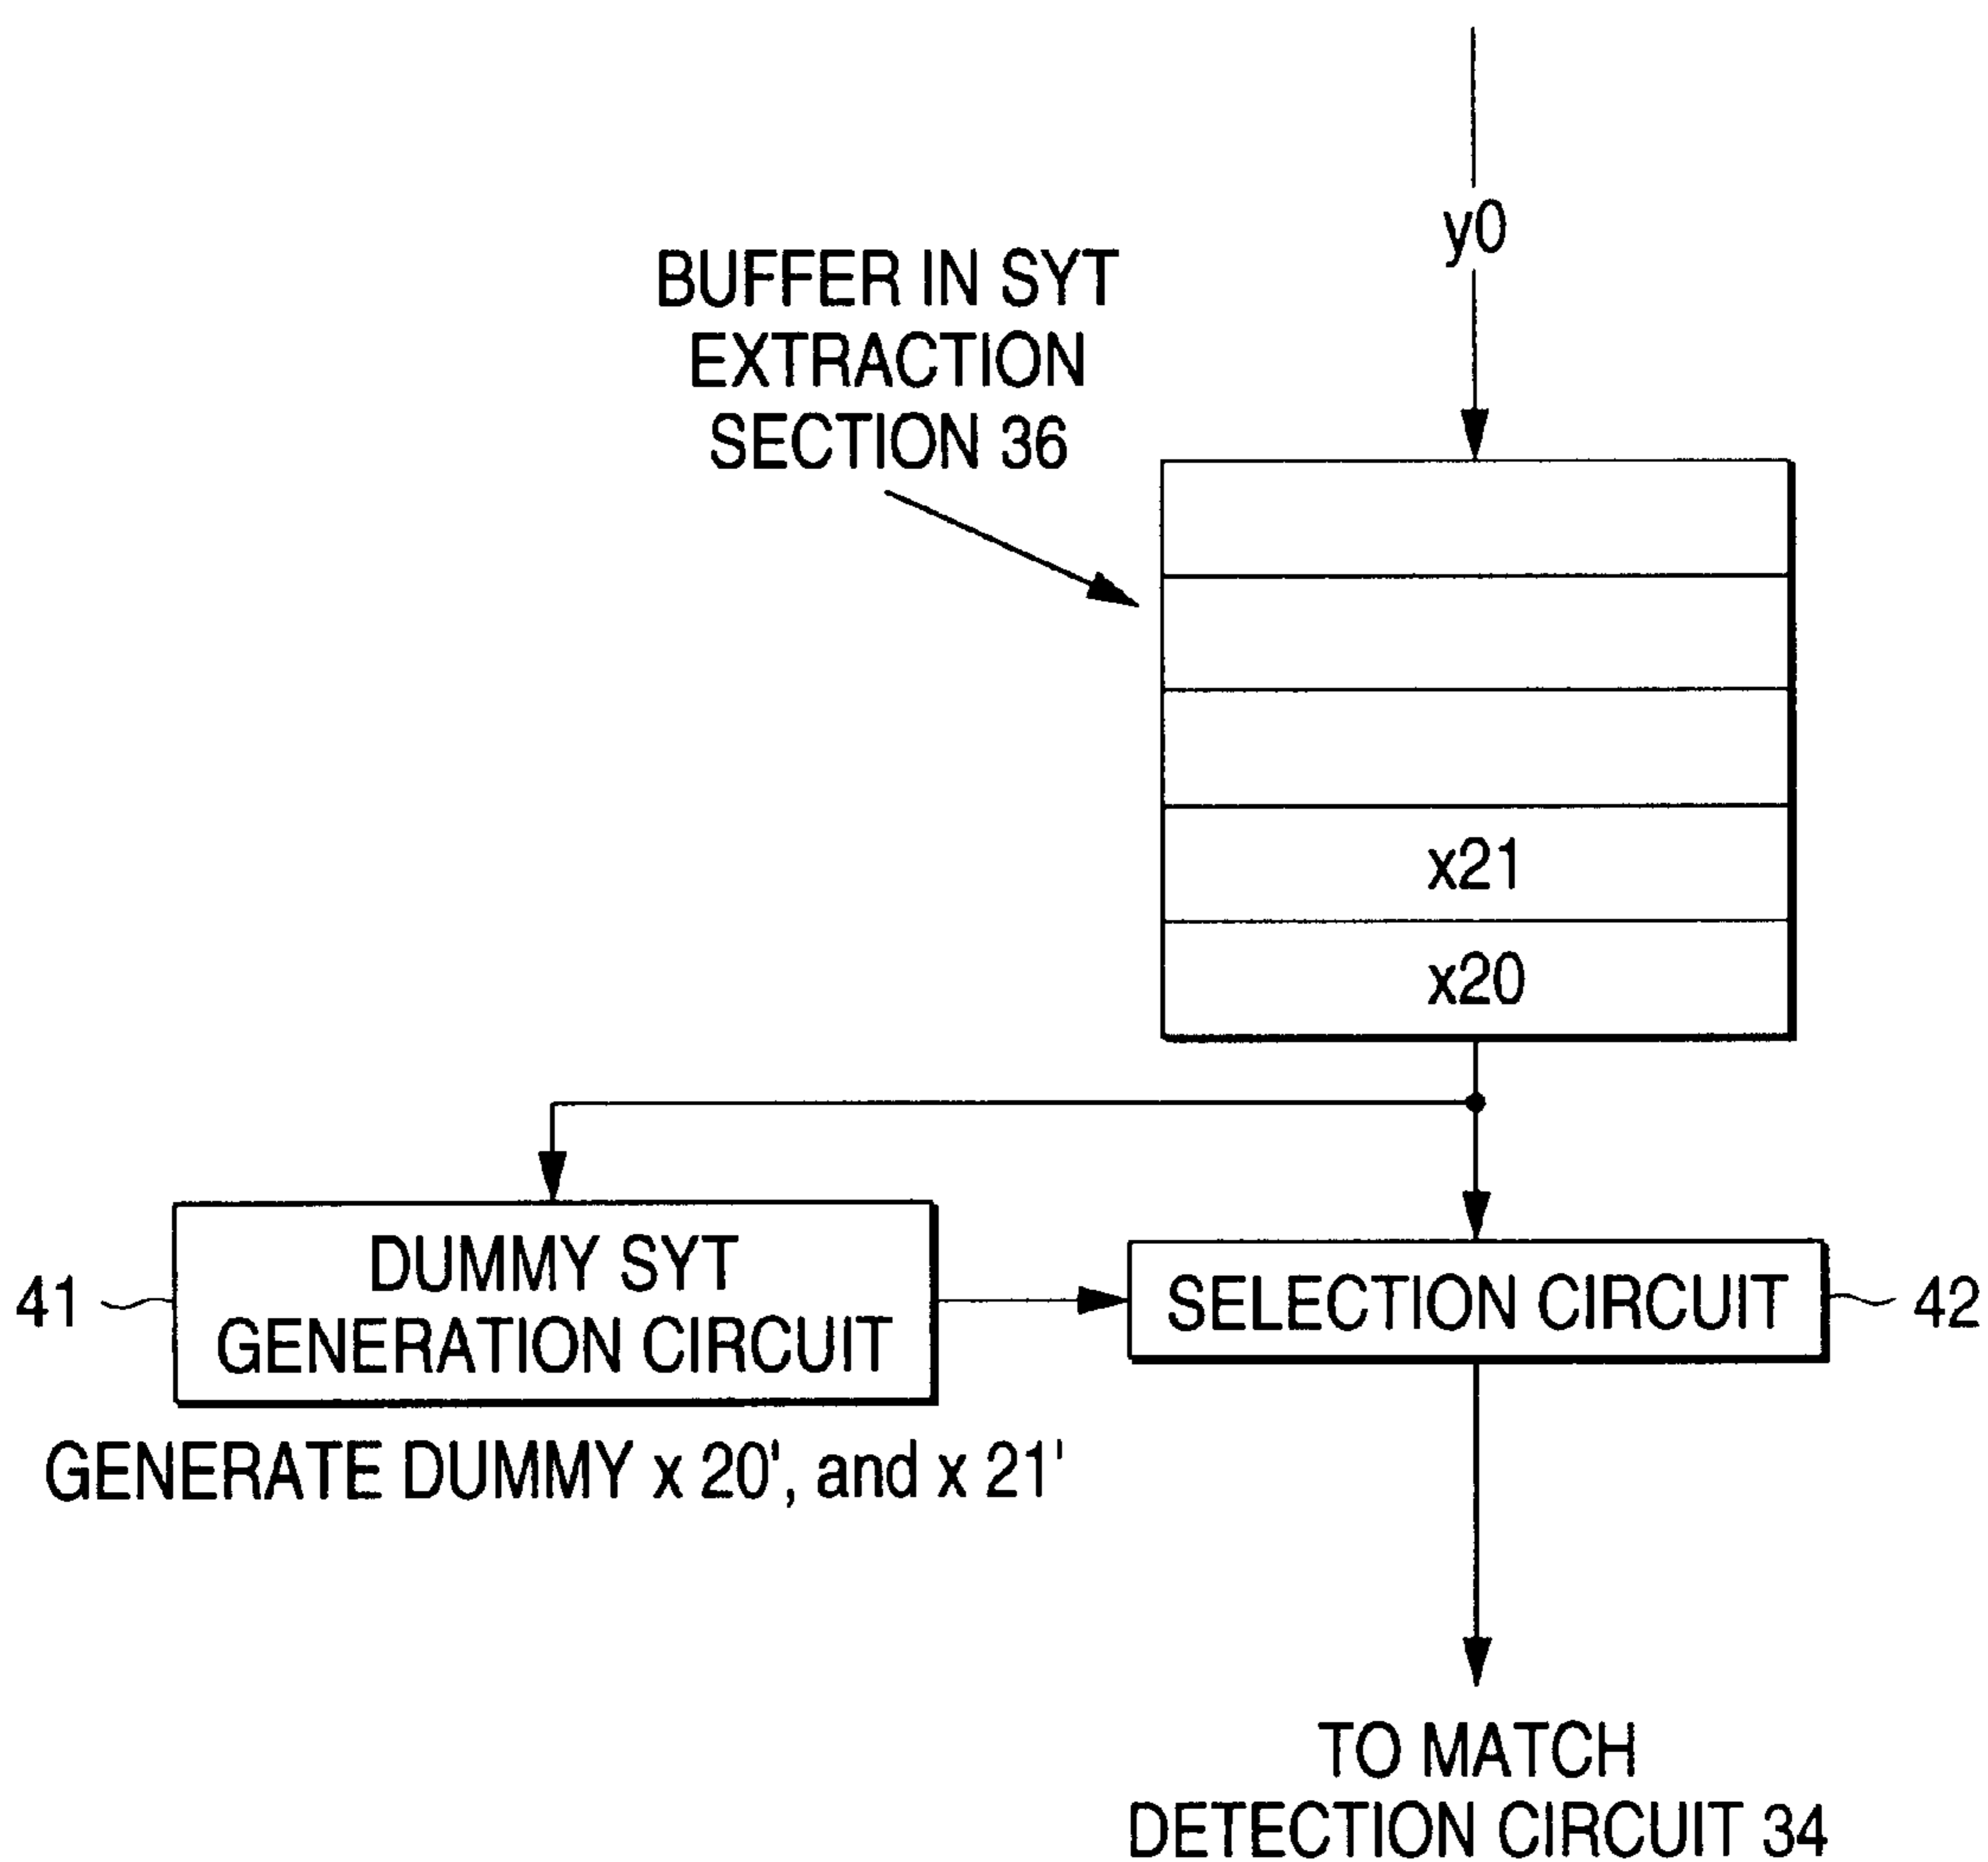 y0
BUFFER IN SYT
EXTRACTION
SECTION 36
x21
x20
41
DUMMY SYT
GENERATION CIRCUIT
SELECTION CIRCUIT
42
GENERATE DUMMY x 20', and x 21'
TO MATCH
DETECTION CIRCUIT 34